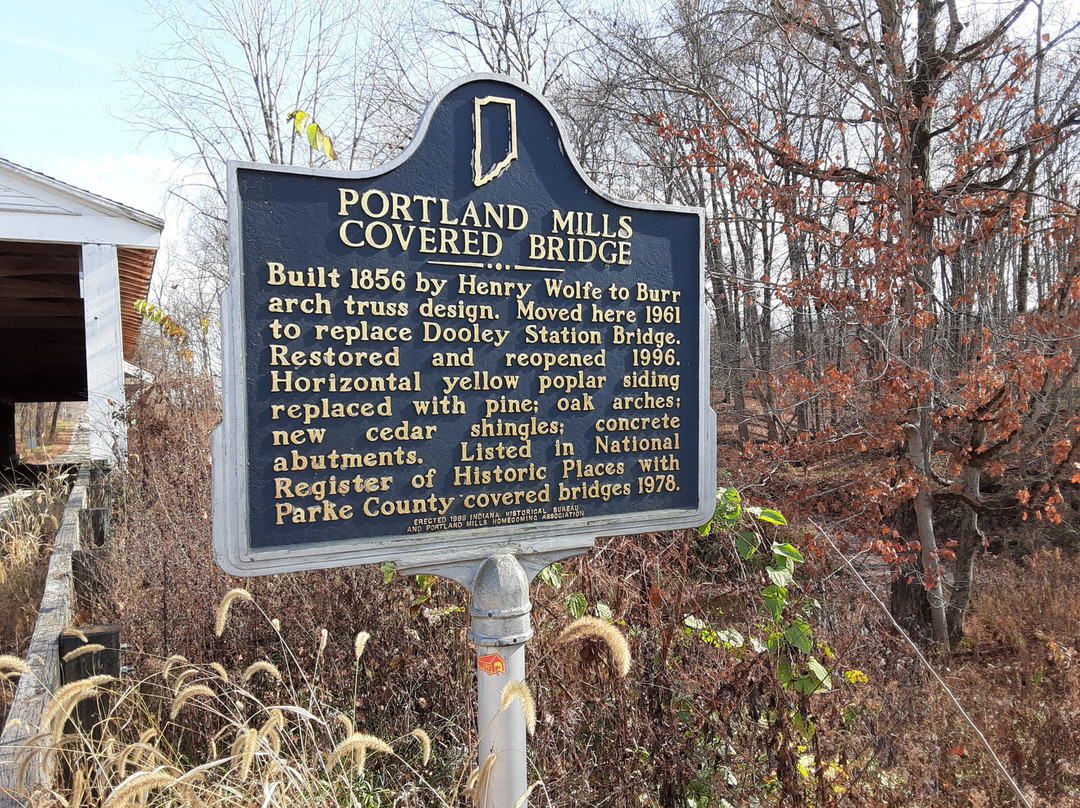 PORTLAND MILLS
COVERED BRIDGE
Built 1856 by Henry Wolfe to Burr
arch truss design. Moved here 1961
to replace Dooley Station Bridge.
Restored and reopened 1996.
Horizontal yellow poplar siding
replaced with pine; oak arches;
new cedar shingles; concrete
abutments. Listed in National
Register of Historic Places with
Parke County covered bridges 1978.
ERECTED 1998 INDIANA HISTORICAL BUREAU
AND PORTLAND MILLS HOMECOMING ASSOCIATION